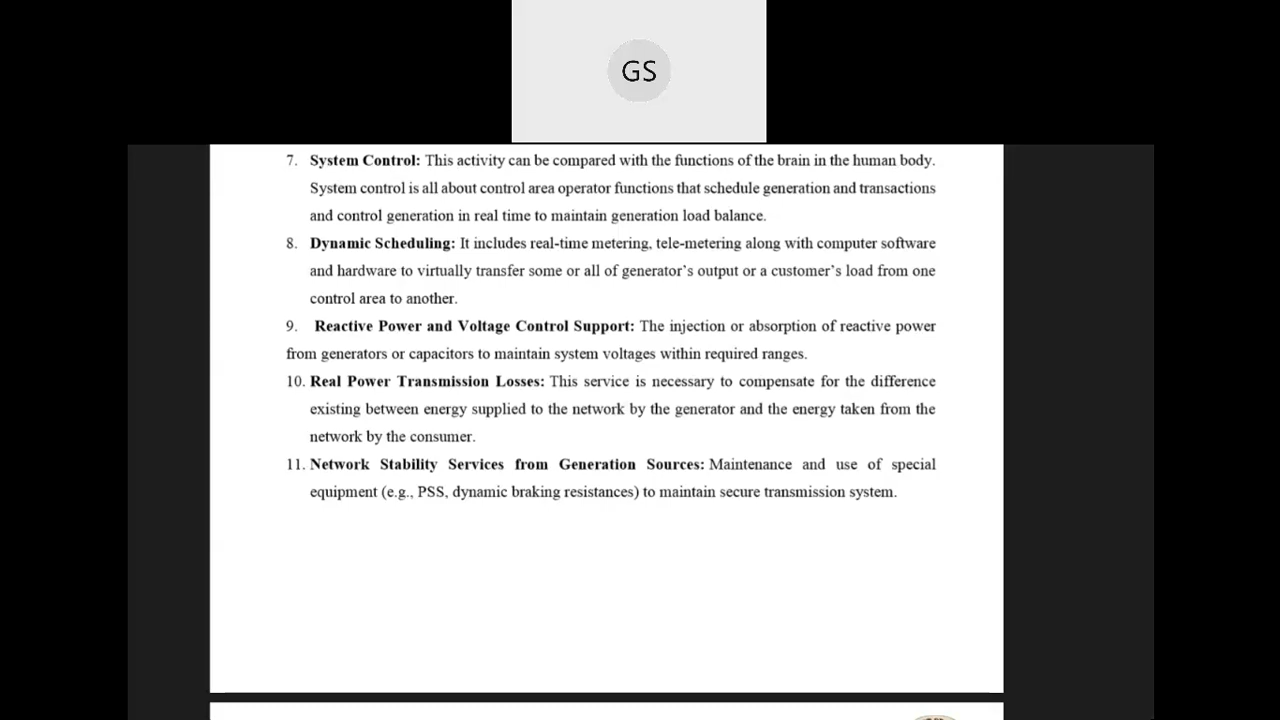 GS
7. System Control: This activity can be compared with the functions of the brain in the human body.
System control is all about control area operator functions that schedule generation and transactions
and control generation in real time to maintain generation load balance.
8. Dynamic Scheduling: It includes real-time metering, tele-metering along with computer software
and hardware to virtually transfer some or all of generator's output or a customer's load from one
control area to another.
9. Reactive Power and Voltage Control Support: The injection or absorption of reactive power
from generators or capacitors to maintain system voltages within required ranges.
10. Real Power Transmission Losses: This service is necessary to compensate for the difference
existing between energy supplied to the network by the generator and the energy taken from the
network by the consumer.
11. Network Stability Services from Generation Sources: Maintenance and use of special
equipment (e.g., PSS, dynamic braking resistances) to maintain secure transmission system.